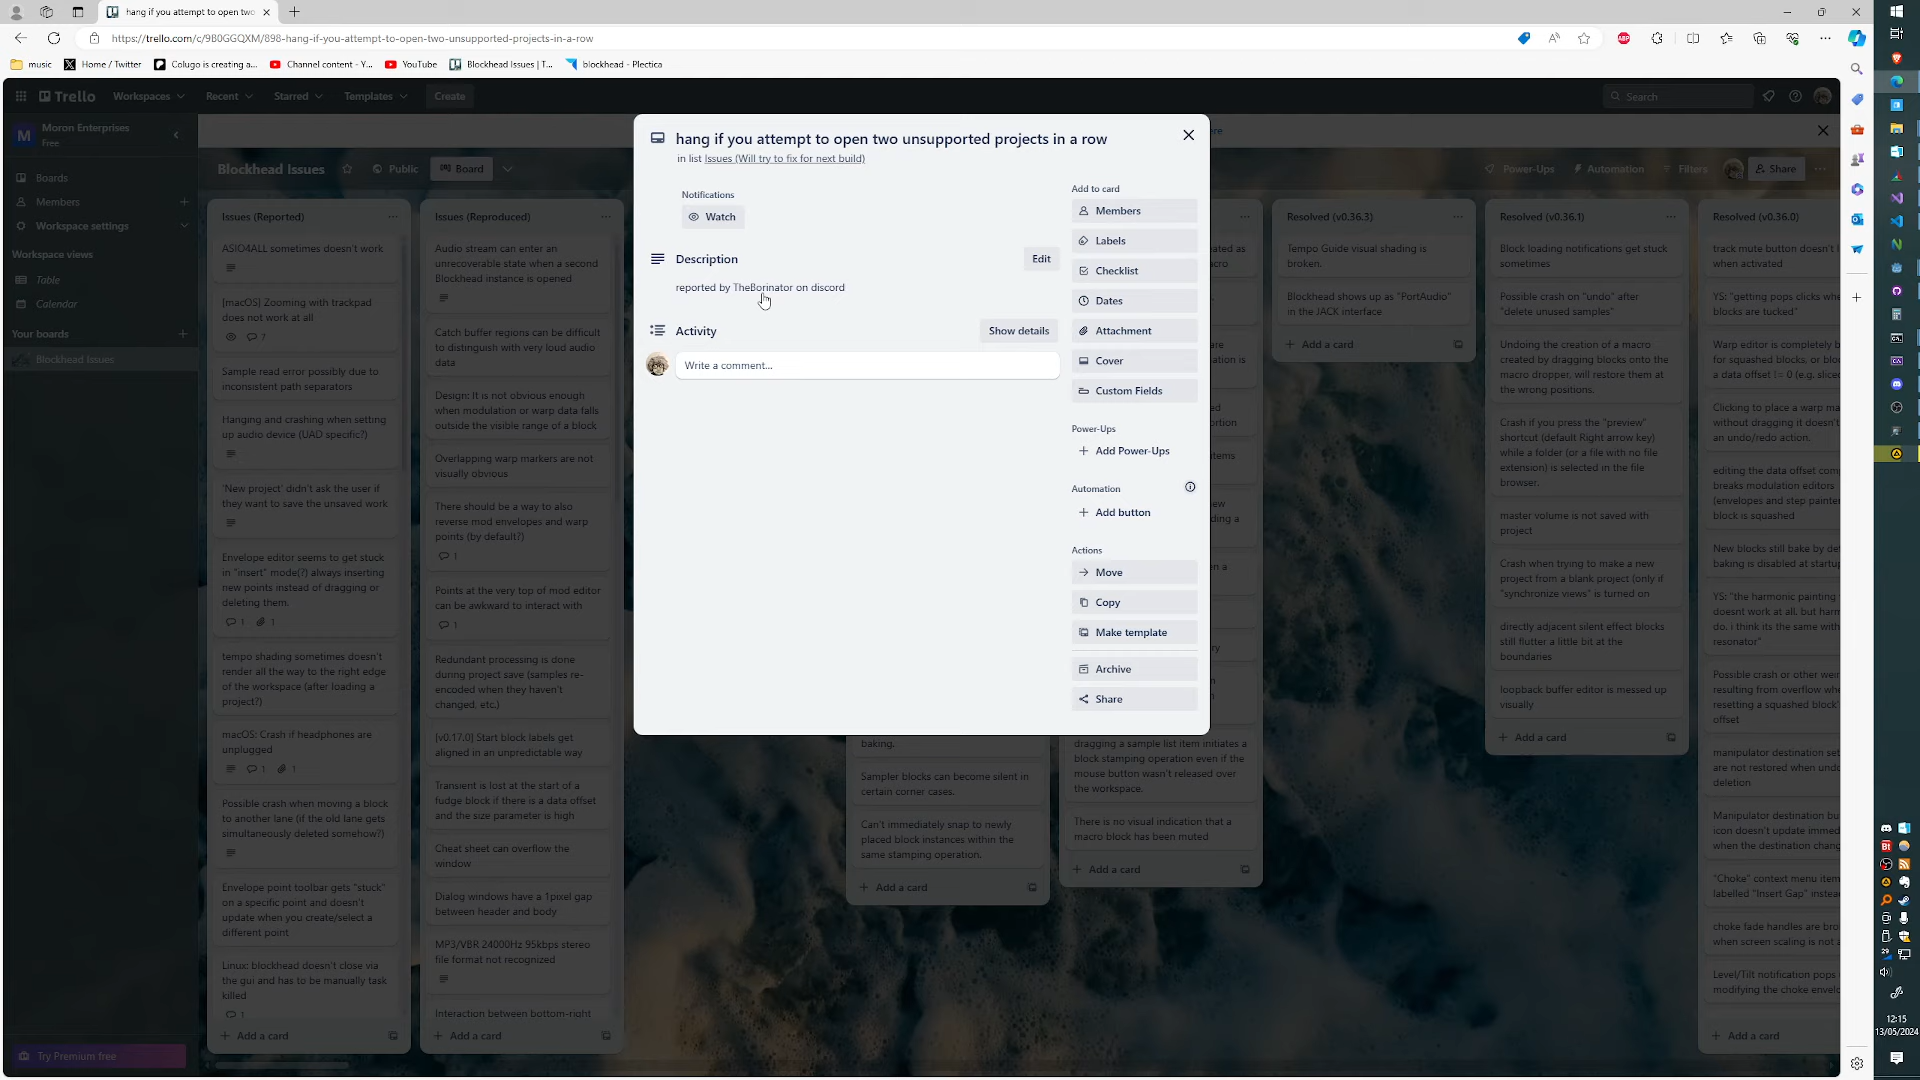 hang if you attempt to open two
https://trello.com/c/9B0GGQXM/898-hang-if-you-attempt-to-open-two-unsupported-projects-in-a-row
music
Home / Twitter
Colugo is creating a...
Channel content - Y...
YouTube
Blockhead Issues | T...
blockhead - Plectica
Trello
Workspaces
Recent
Starred
Templates
Create
Search
M
Moron Enterprises
Free
Boards
Members
Workspace settings
Workspace views
Table
Calendar
Your boards
Blockhead Issues
Try Premium free
Blockhead Issues
Public
Board
Power-Ups
Automation
Filters
Share
Issues (Reported)
ASIO4ALL sometimes doesn't work
[macOS] Zooming with trackpad
does not work at all
7
Sample read error possibly due to
inconsistent path separators
Hanging and crashing when setting
up audio device (UAD specific?)
'New project' didn't ask the user if
they want to save the unsaved work
Envelope editor seems to get stuck
in "insert" mode(?) always inserting
new points instead of dragging or
deleting them.
1 1
tempo shading sometimes doesn't
render all the way to the right edge
of the workspace (after loading a
project?)
macOS: Crash if headphones are
unplugged
1 1
Possible crash when moving a block
to another lane (if the old lane gets
simultaneously deleted somehow?)
Envelope point toolbar gets "stuck"
on a specific point and doesn't
update when you create/select a
different point
Linux: blockhead doesn't close via
the gui and has to be manually task
killed
1
Add a card
Issues (Reproduced)
Audio stream can enter an
unrecoverable state when a second
Blockhead instance is opened
Catch buffer regions can be difficult
to distinguish with very loud audio
data
Design: It is not obvious enough
when modulation or warp data falls
outside the visible range of a block
Overlapping warp markers are not
visually obvious
There should be a way to also
reverse mod envelopes and warp
points (by default?)
1
Points at the very top of mod editor
can be awkward to interact with
1
Redundant processing is done
during project save (samples re-
encoded when they haven't
changed, etc.)
[v0.17.0] Start block labels get
aligned in an unpredictable way
Transient is lost at the start of a
fudge block if there is a data offset
and the size parameter is high
Cheat sheet can overflow the
window
Dialog windows have a 1pixel gap
between header and body
MP3/VBR 24000Hz 95kbps stereo
file format not recognized
Interaction between bottom-right
Add a card
hang if you attempt to open two unsupported projects in a row
in list Issues (Will try to fix for next build)
Notifications
Watch
Description
Edit
reported by TheBorinator on discord
Activity
Show details
Write a comment...
Add to card
Members
Labels
Checklist
Dates
Attachment
Cover
Custom Fields
Power-Ups
Add Power-Ups
Automation
Add button
Actions
Move
Copy
Make template
Archive
Share
baking.
Sampler blocks can become silent in
certain corner cases.
Can't immediately snap to newly
placed block instances within the
same stamping operation.
Add a card
dragging a sample list item initiates a
block stamping operation even if the
mouse button wasn't released over
the workspace.
There is no visual indication that a
macro block has been muted
Add a card
Resolved (v0.36.3)
Tempo Guide visual shading is
broken.
Blockhead shows up as "PortAudio"
in the JACK interface
Add a card
Resolved (v0.36.1)
Block loading notifications get stuck
sometimes
Possible crash on "undo" after
"delete unused samples"
Undoing the creation of a macro
created by dragging blocks onto the
macro dropper, will restore them at
the wrong positions.
Crash if you press the "preview"
shortcut (default Right arrow key)
while a folder (or a file with no file
extension) is selected in the file
browser.
master volume is not saved with
project
Crash when trying to make a new
project from a blank project (only if
"synchronize views" is turned on
directly adjacent silent effect blocks
still flutter a little bit at the
boundaries
loopback buffer editor is messed up
visually
Add a card
Resolved (v0.36.0)
track mute button doesn't l
when activated
YS: "getting pops clicks whe
blocks are tucked"
Warp editor is completely b
for squashed blocks, or bloc
a data offset != 0 (e.g. slice
Clicking to place a warp ma
without dragging it doesn't
an undo/redo action.
editing the data offset com
breaks modulation editors
(envelopes and step painter
block is squashed
New blocks still bake by def
baking is disabled at startup
YS: "the harmonic painting
doesnt work at all. but harm
do. i think its the same with
resonator"
Possible crash or other weir
resulting from overflow whe
resetting a squashed block'
offset
manipulator destination set
are not restored when undo
deletion
Manipulator destination bu
icon doesn't update immed
when the destination chang
"Choke" context menu item
labelled "Insert Gap" instea
choke fade handles are bro
when screen scaling is not a
Level/Tilt notification pops
modifying the choke envelo
Add a card
12:15
13/05/2024